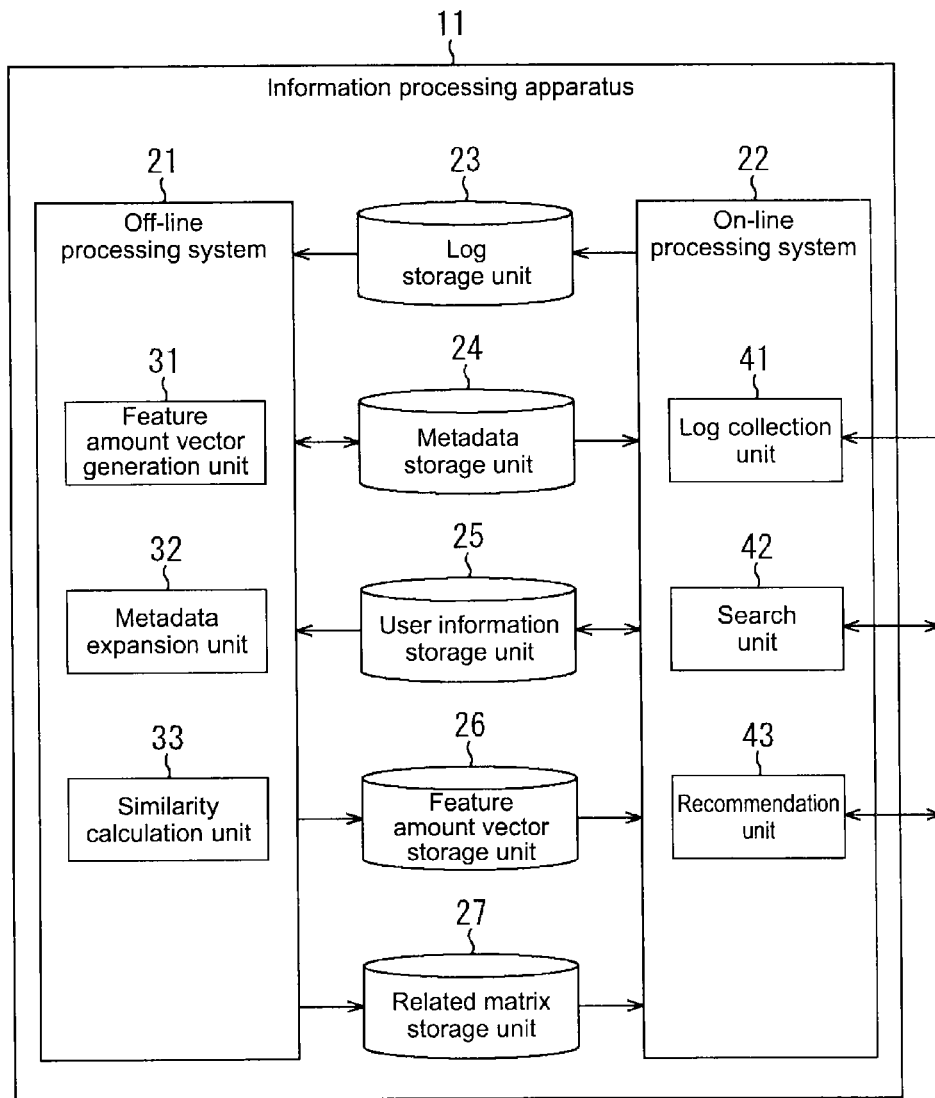 11
Information processing apparatus
21
23
22
Off-line
processing system
Log
storage unit
On-line
processing system
31
24
41
Feature
amount vector
generation unit
Metadata
storage unit
Log collection
unit
32
25
42
Metadada
expansion unit
User information
storage unit
Search
unit
33
26
43
Similarity
calculation unit
Feature
amount vector
storage unit
Recommendation
unit
27
Related matrix
storage unit